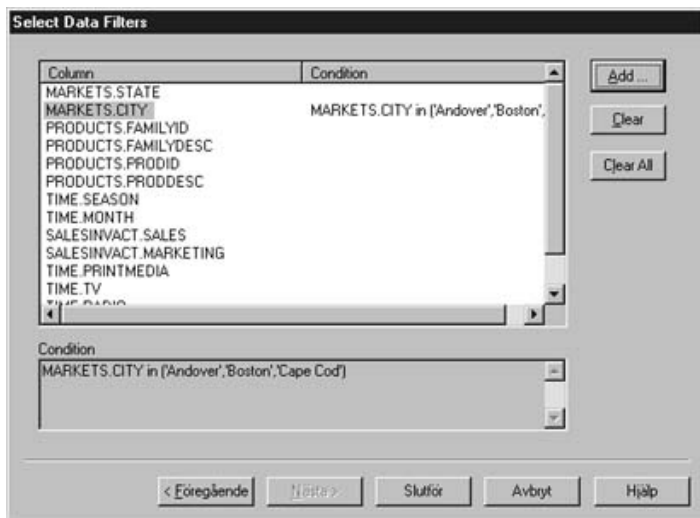 Select Data Filters
Column Condition
MARKETS.STATE
MARKETS.CITY MARKETS.CITY in ('Andover','Boston',
PRODUCTS.FAMILYID
PRODUCTS.FAMILYDESC
PRODUCTS.PRODID
PRODUCTS.PRODDESC
TIME.SEASON
TIME.MONTH
SALESINVACT.SALES
SALESINVACT.MARKETING
TIME.PRINTMEDIA
TIME.TV
TIME.RADIO
Add ...
Clear
Clear All
Condition
MARKETS.CITY in ('Andover','Boston','Cape Cod')
< Föregående Nästa > Slutför Avbryt Hjälp